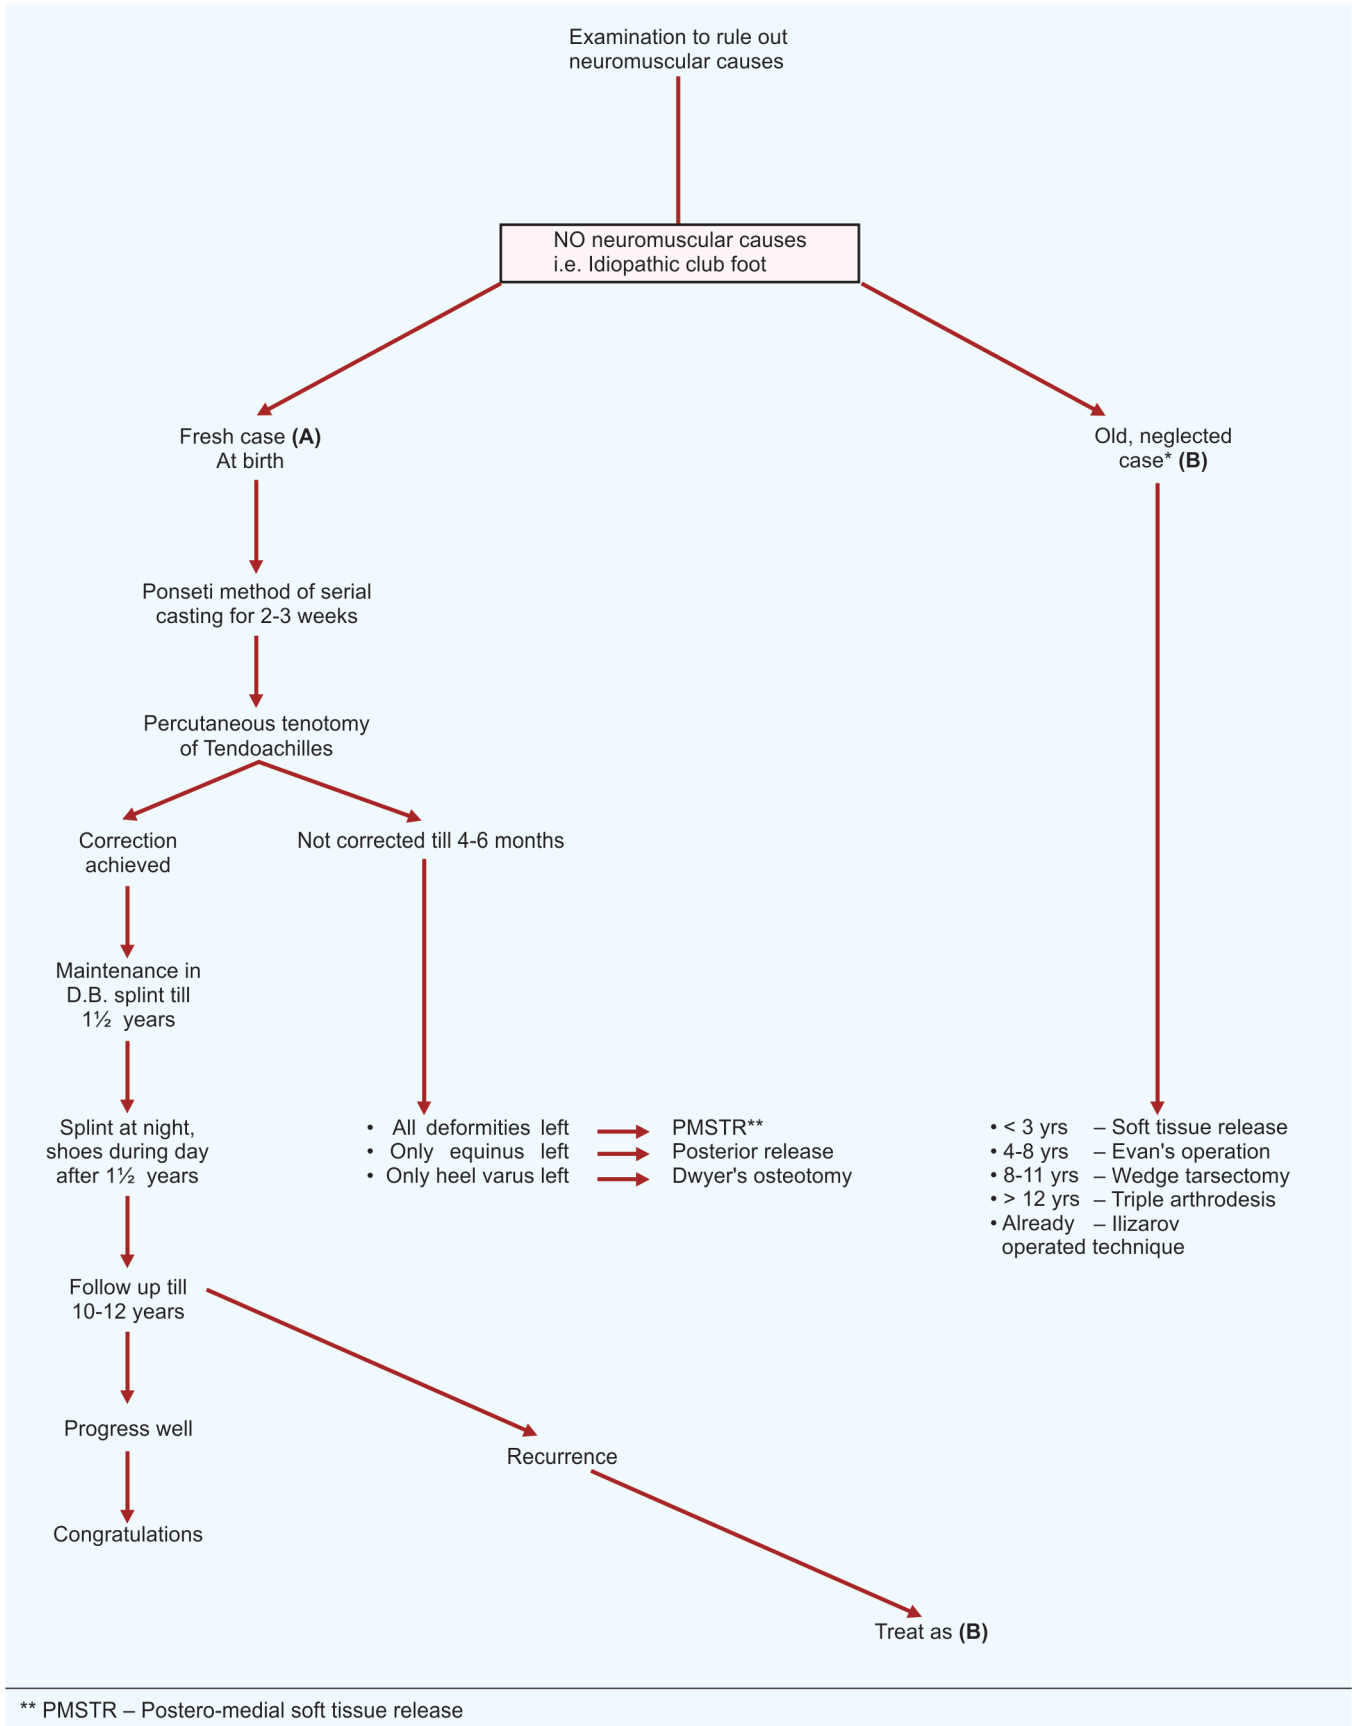 Examination to rule out
neuromuscular causes
NO neuromuscular causes
i.e. Idiopathic club foot
Fresh case (A)
At birth
Old, neglected
case* (B)
Ponseti method of serial
casting for 2-3 weeks
Percutaneous tenotomy
of Tendoachilles
Correction
achieved
Not corrected till 4-6 months
Maintenance in
D.B. splint till
1½ years
Splint at night,
shoes during day
after 1½ years
• All deformities left
• Only equinus left
• Only heel varus left
PMSTR**
Posterior release
Dwyer's osteotomy
• < 3 yrs – Soft tissue release
• 4-8 yrs – Evan's operation
• 8-11 yrs – Wedge tarsectomy
• > 12 yrs – Triple arthrodesis
• Already – Ilizarov
operated technique
Follow up till
10-12 years
Progress well
Recurrence
Congratulations
Treat as (B)
** PMSTR – Postero-medial soft tissue release